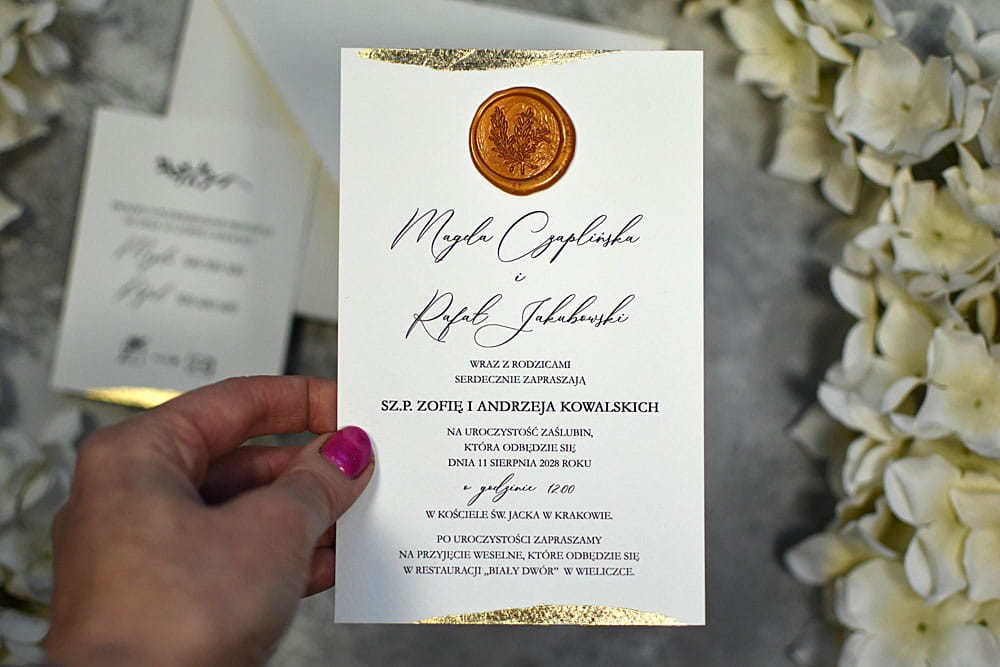 Magda Czaplińska
i
Rafał Jakubowski
WRAZ Z RODZICAMI
SERDECZNIE ZAPRASZAJĄ
SZ.P. ZOFIĘ I ANDRZEJA KOWALSKICH
NA UROCZYSTOŚĆ ZAŚLUBIN,
KTÓRA ODBĘDZIE SIĘ
DNIA 11 SIERPNIA 2028 ROKU
o godzinie 12.00
W KOŚCIELE ŚW. JACKA W KRAKOWIE.
PO UROCZYSTOŚCI ZAPRASZAMY
NA PRZYJĘCIE WESELNE, KTÓRE ODBĘDZIE SIĘ
W RESTAURACJI „BIAŁY DWÓR” W WIELICZCE.